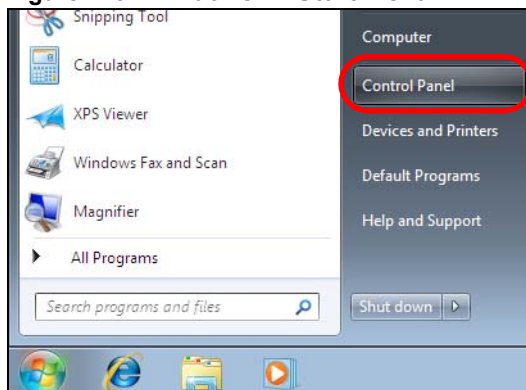 Snipping Tool
Calculator
XPS Viewer
Windows Fax and Scan
Magnifier
All Programs
Search programs and files
Computer
Control Panel
Devices and Printers
Default Programs
Help and Support
Shut down